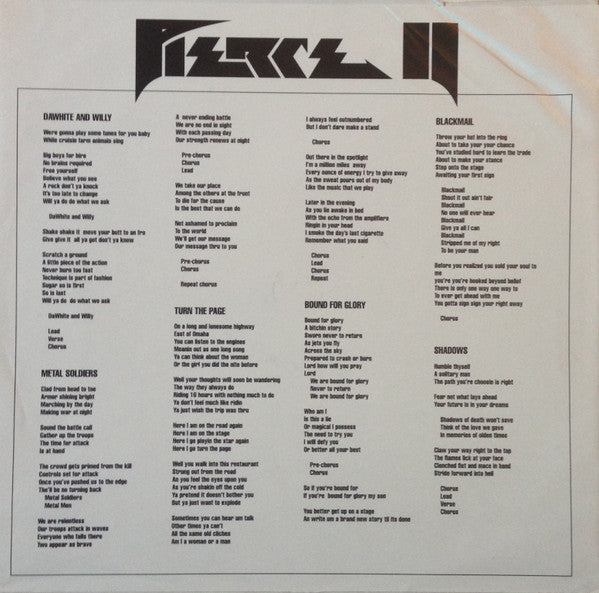 PIERCE II
DAWHITE AND WILLY
Were gonna play some tunes for you baby
While cruisin farm animals sing
Big boys for hire
No brains required
Free yourself
Believe what you see
A rock don't ya knock
It's too late to change
Will ya do do what we ask
DaWhite and Willy
Shake shake it move your butt to an fro
Give give it all ya got don't ya know
Scratch a ground
A little piece of the action
Never burn too fast
Technique is part of fashion
Sugar so is first
So is last
Will ya do do what we ask
DaWhite and Willy
Lead
Verse
Chorus
METAL SOLDIERS
Clad from head to toe
Armor shining bright
Marching by the day
Making war at night
Sound the battle call
Gather up the troops
The time for attack
Is at hand
The crowd gets primed from the kill
Controls set for attack
Once you've pushed us to the edge
The'll be no turning back
Metal Soldiers
Metal Men
We are relentless
Our troops attack in waves
Everyone who falls there
Two appear as brave
A never ending battle
We are no end in sight
With each passing day
Our strength renews at night
Pre-chorus
Chorus
Lead
We take our place
Among the others at the front
To die for the cause
Is the best that we can do
Not ashamed to proclaim
To the world
We'll get our message
Our message thru to you
Pre-chorus
Chorus
Repeat chorus
TURN THE PAGE
On a long and lonesome highway
East of Omaha
You can listen to the engines
Meanin out as one long song
Ya can think about the woman
Or the girl you did the nite before
Well your thoughts will soon be wandering
The way they always do
Riding 16 hours with nothing much to do
Ya don't feel much like ridin
Ya just wish the trip was thru
Here I am on the road again
Here I am on the stage
Here I go playin the star again
Here I go turn the page
Well you walk into this restaurant
Strung out from the road
As you feel the eyes upon you
As you're shakin off the cold
Ya pretend it doesn't bother you
But ya just want to explode
Sometimes you can hear um talk
Other times ya can't
All the same old cliches
Am I a woman or a man
I always feel outnumbered
But I don't dare make a stand
Chorus
Out there in the spotlight
I'm a million miles away
Every ounce of energy I try to give away
As the sweat pours out of my body
Like the music that we play
Later in the evening
As you lie awake in bed
With the echo from the amplifiers
Ringin in your head
I smoke the day's last cigaretto
Remember what you said
Chorus
Lead
Chorus
Repeat
BOUND FOR GLORY
Bound for glory
A bitchin story
Sworn never to return
As jets you fly
Across the sky
Prepared to crash or burn
Lord how will you pray
Lord
We are bound for glory
Never to return
We are bound for glory
Who am I
Is this a lie
Or magical I possess
The need to try you
I will defy you
Or better all your best
Pre-chorus
Chorus
So if you're bound for
If you're bound for glory my son
You better get up on a stage
An write um a brand new story til its done
BLACKMAIL
Throw your hat into the ring
About to take your your chance
You've studied hard to learn the trade
About to make your stance
Step onto the stage
Awaiting your first sign
Blackmail
Shout it out ain't fair
Blackmail
No one will ever hear
Blackmail
Give ya all I can
Blackmail
Stripped me of my right
To be your man
Before you realized you sold your soul to
me
you're you're hooked beyond belief
There is only one way one way to
To ever get ahead with me
You gotta sign sign your right away
Chorus
SHADOWS
Humble thyself
A solitary man
The path you're choosein is right
Fear not what lays ahead
Your future is in your dreams
Shadows of death won't save
Think of the love we gave
In memories of olden times
Claw your way right to the top
The flames lick at your face
Clenched fist and mace in hand
Stride forward into hell
Chorus
Lead
Verse
Chorus